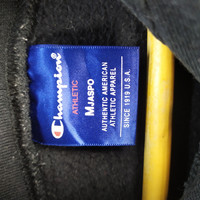 Champion
ATHLETIC
MJASPO
AUTHENTIC AMERICAN
ATHLETIC APPAREL
SINCE 1919 U.S.A.